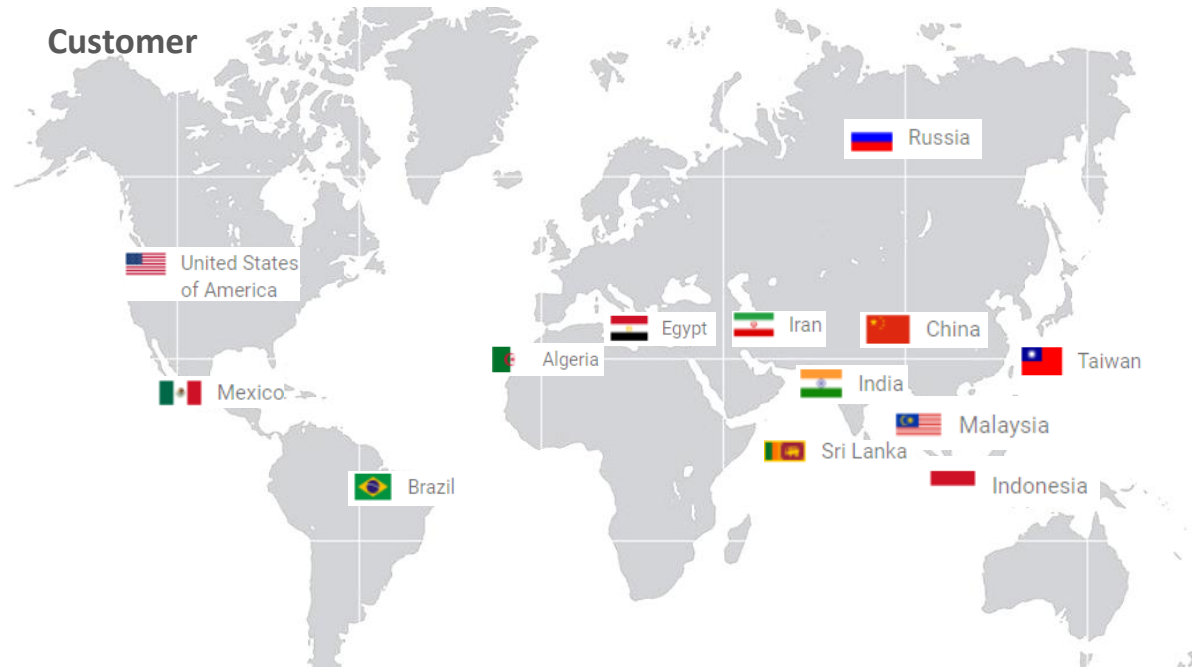 Customer
Russia
United States
of America
Egypt
Iran
China
Algeria
Taiwan
Mexico
India
Malaysia
Sri Lanka
Brazil
Indonesia